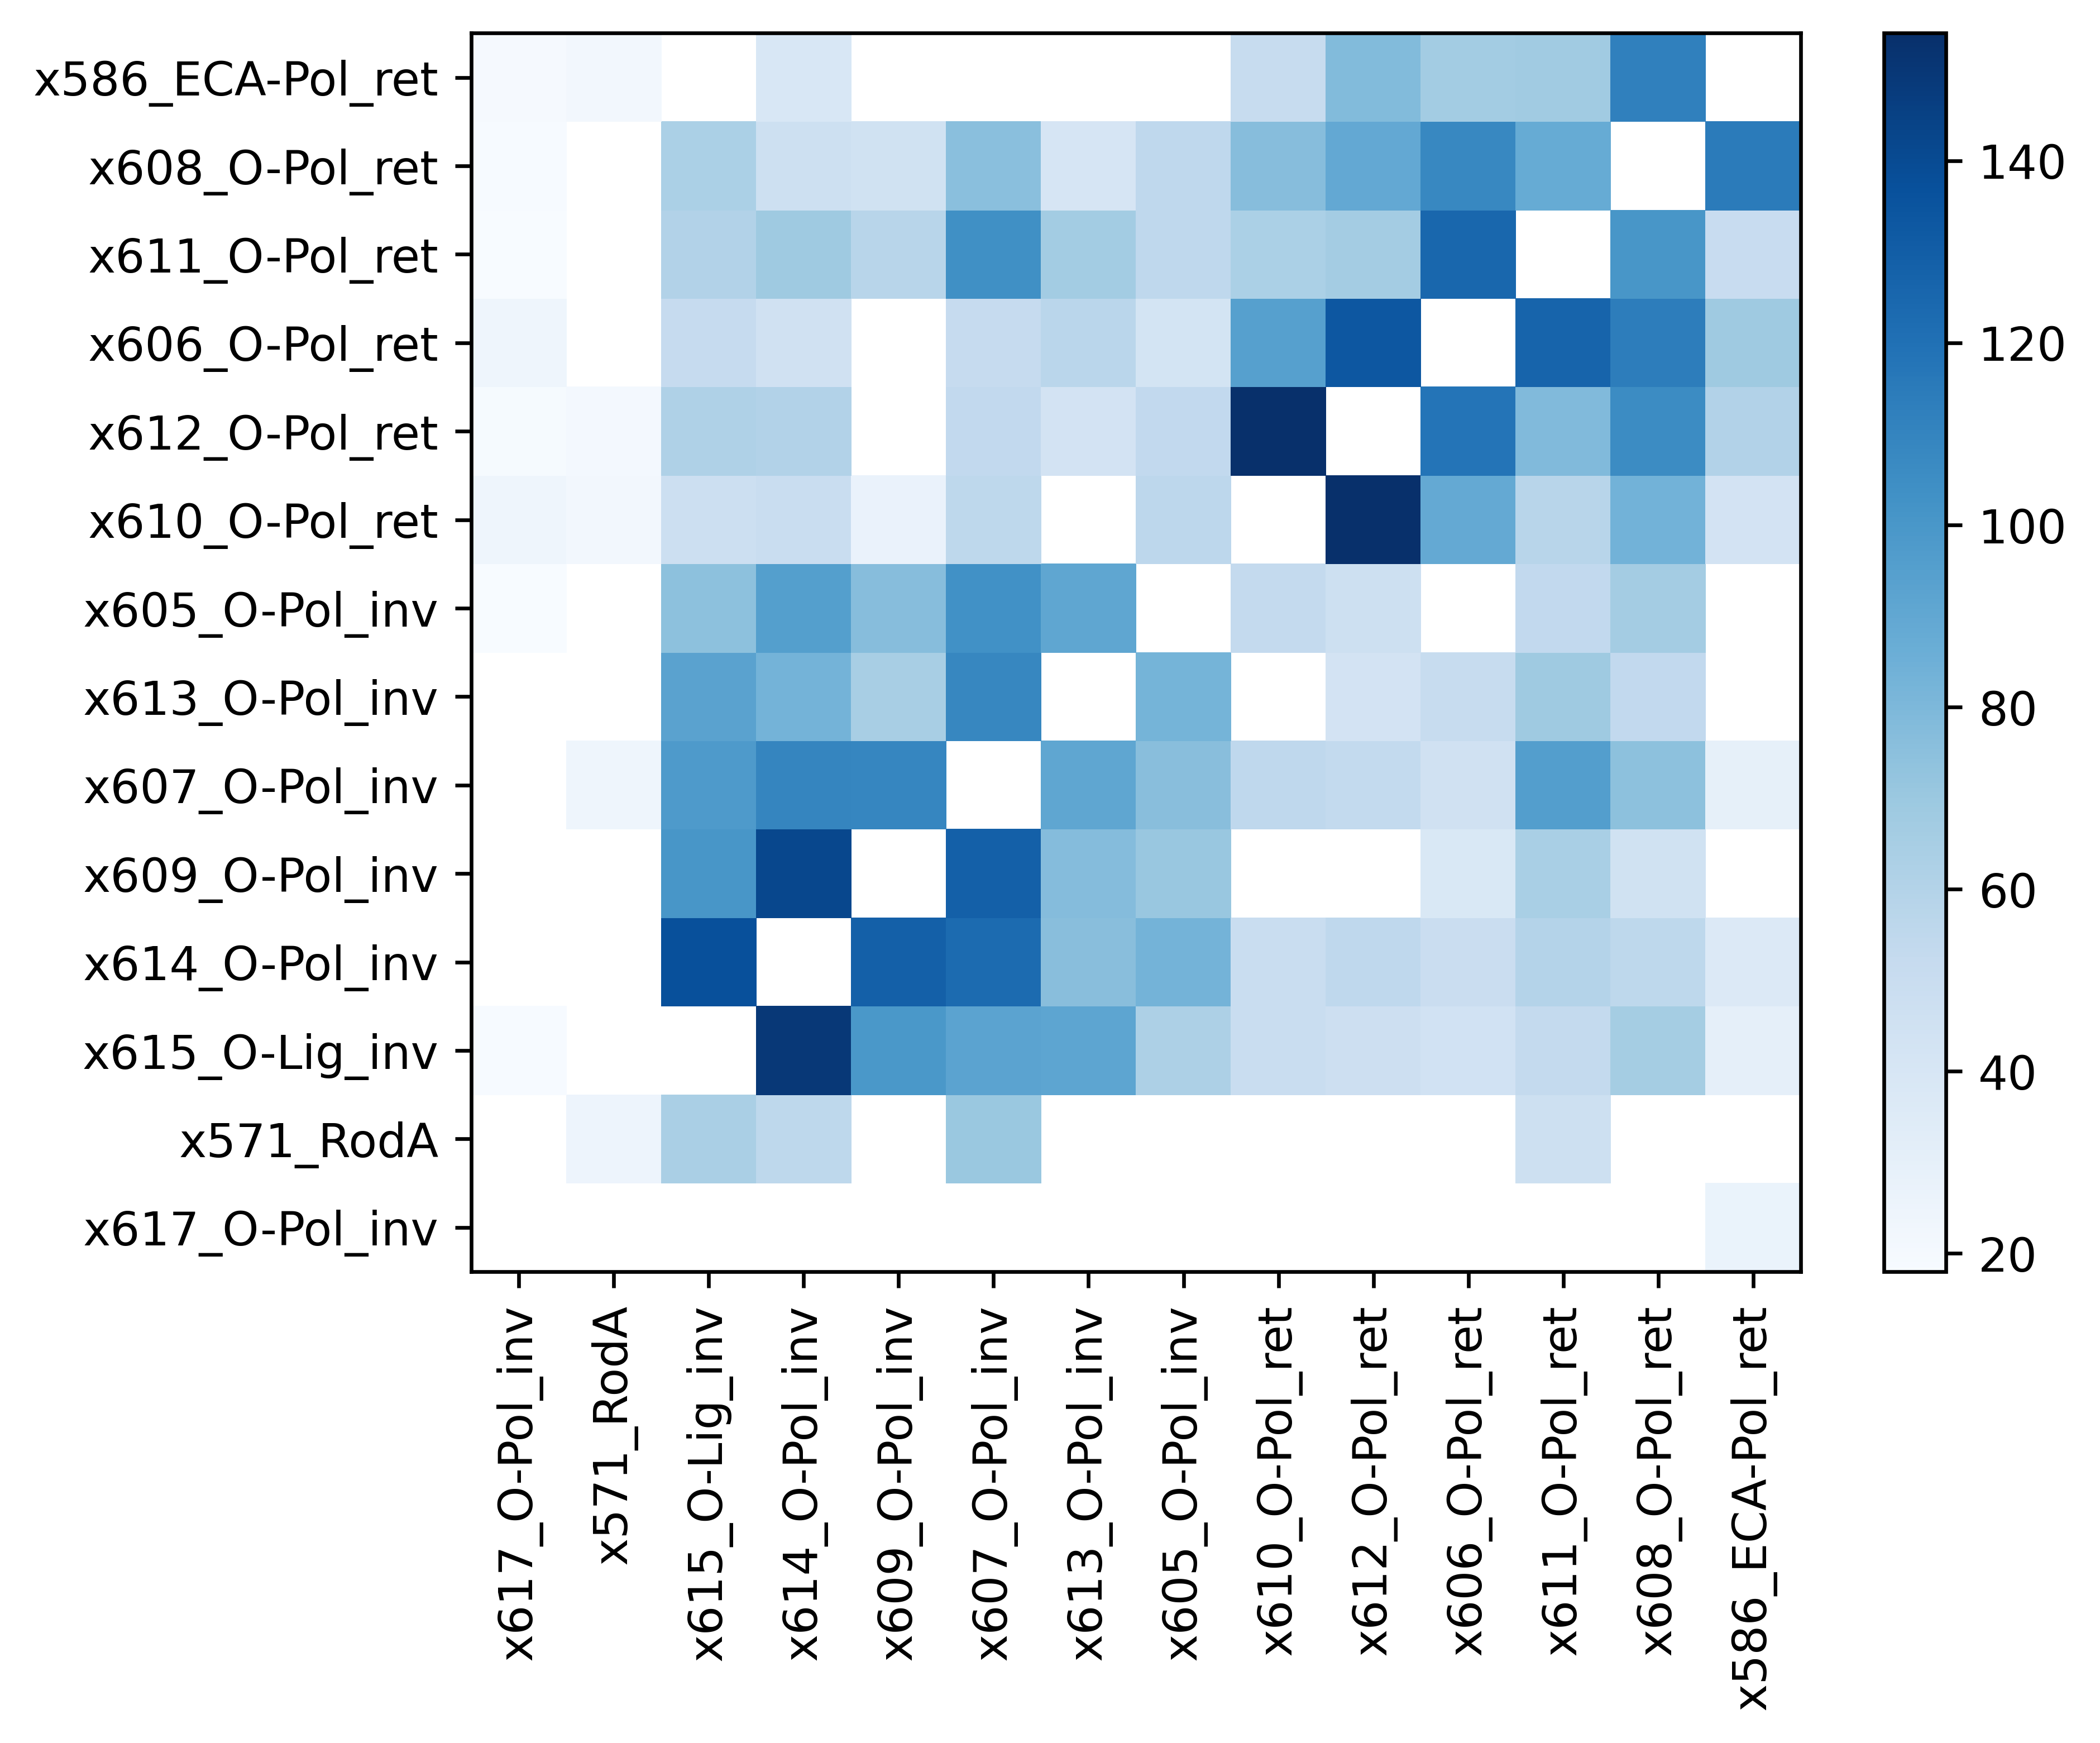 x586_ECA-Pol_ret
x608_O-Pol_ret
x611_O-Pol_ret
x606_O-Pol_ret
x612_O-Pol_ret
x610_O-Pol_ret
x605_O-Pol_inv
x613_O-Pol_inv
x607_O-Pol_inv
x609_O-Pol_inv
x614_O-Pol_inv
x615_O-Lig_inv
x571_RodA
x617_O-Pol_inv
x617_O-Pol_inv
x571_RodA
x615_O-Lig_inv
x614_O-Pol_inv
x609_O-Pol_inv
x607_O-Pol_inv
x613_O-Pol_inv
x605_O-Pol_inv
x610_O-Pol_ret
x612_O-Pol_ret
x606_O-Pol_ret
x611_O-Pol_ret
x608_O-Pol_ret
x586_ECA-Pol_ret
140
120
100
80
60
40
20